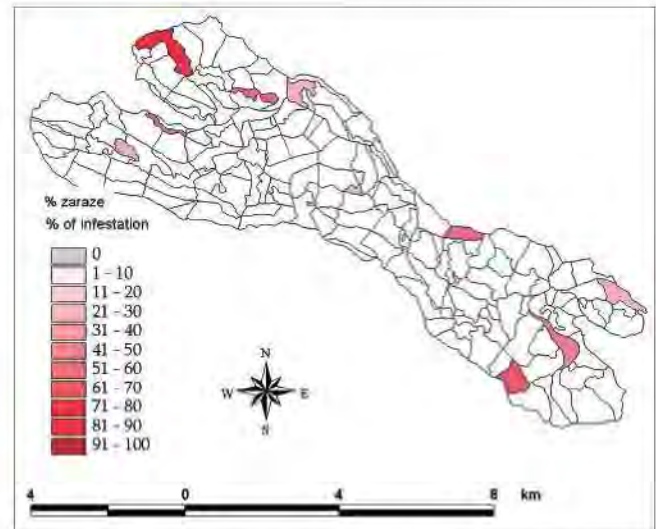 % zaraze
% of infestation
0
1 - 10
11 - 20
21 - 30
31 - 40
41 - 50
51 - 60
61 - 70
71 - 80
81 - 90
91 - 100
N
W E
S
4 0 4 8 km